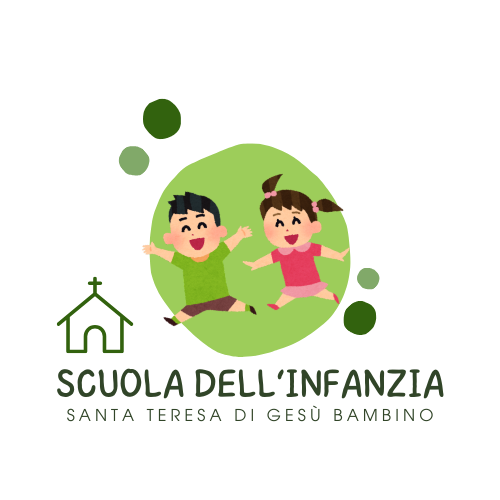 SCUOLA DELL'INFANZIA
SANTA TERESA DI GESÙ BAMBINO